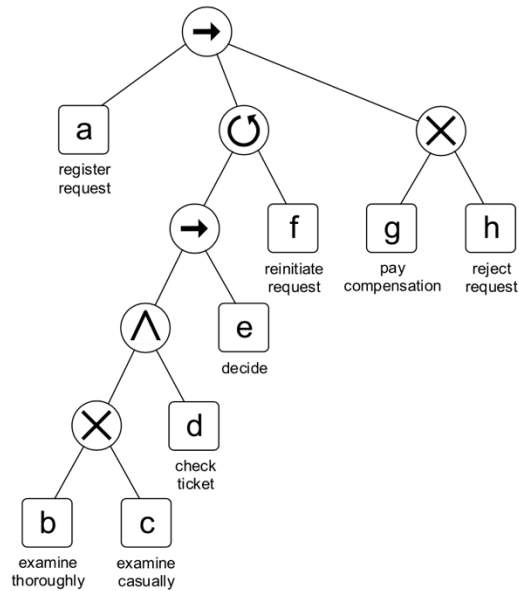 a
register
request
f
reinitiate
request
g
pay
compensation
h
reject
request
e
decide
d
check
ticket
b
examine
thoroughly
c
examine
casually